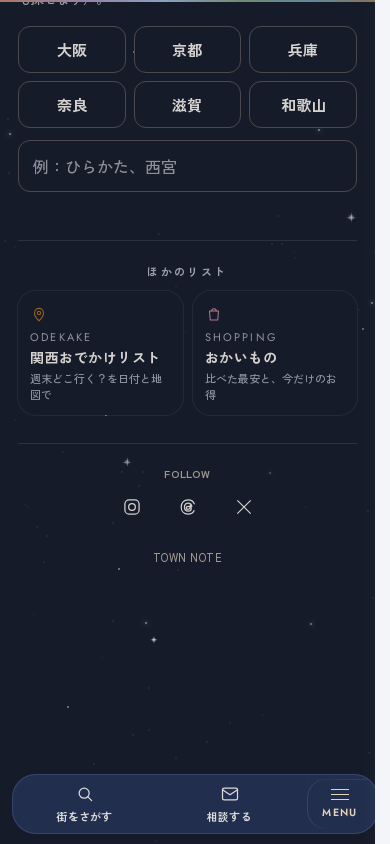 大阪
京都
兵庫
奈良
滋賀
和歌山
例：ひらかた、西宮
ほかのリスト
ODEKAKE
関西おでかけリスト
週末どこ行く？を日付と地
図で
SHOPPING
おかいもの
比べた最安と、今だけのお
得
FOLLOW
TOWN NOTE
街をさがす
相談する
MENU